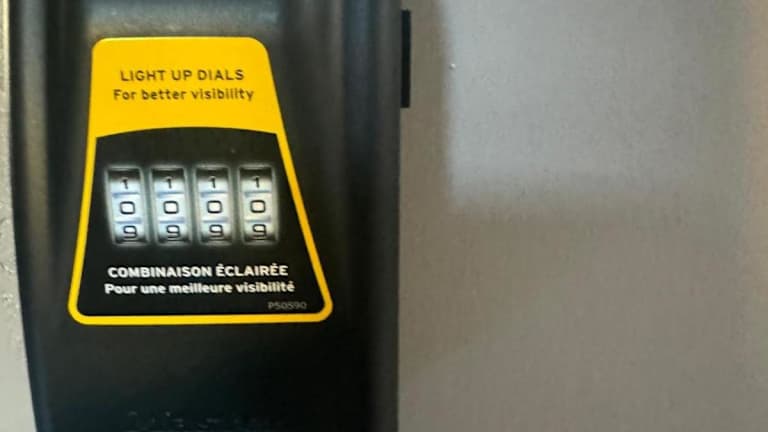 LIGHT UP DIALS
For better visibility
1 1 1 1
0 0 0 0
9 9 9 9
COMBINAISON ÉCLAIRÉE
Pour une meilleure visibilité
P50590